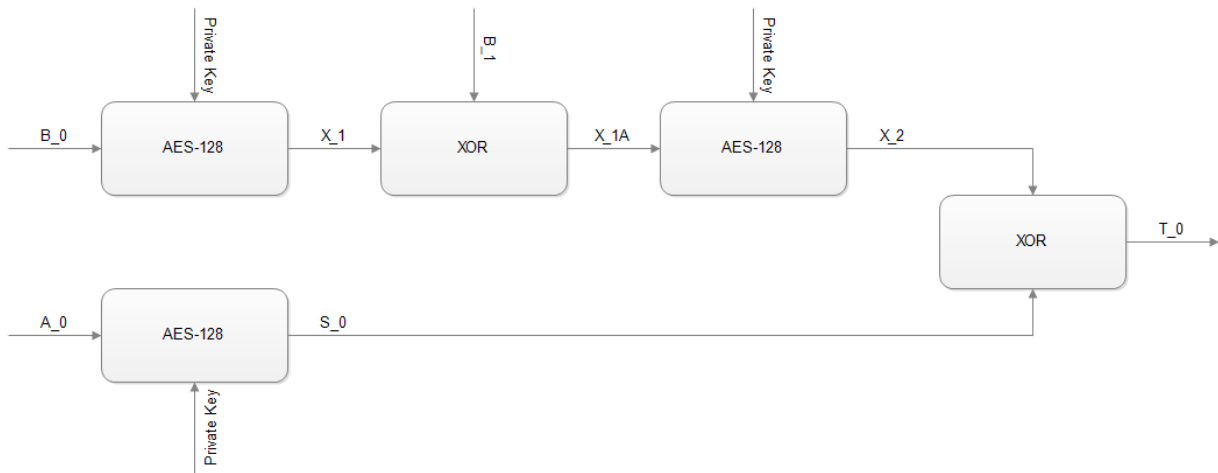 Private Key
B_1
Private Key
B_0
AES-128
X_1
XOR
X_1A
AES-128
X_2
XOR
T_0
A_0
AES-128
S_0
Private Key